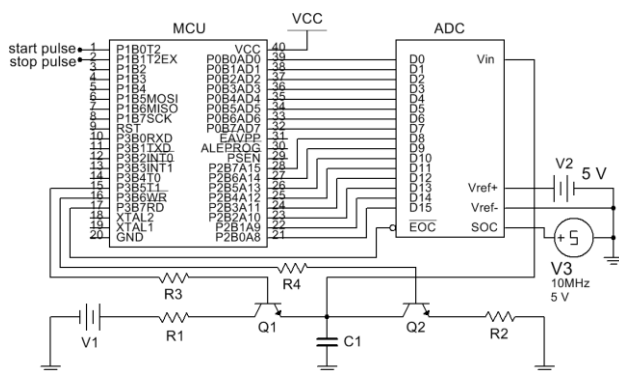 MCU
VCC
ADC
start pulse
stop pulse
1 P1B0T2
2 P1B1T2EX
3 P1B2
4 P1B3
5 P1B4
6 P1B5MOSI
7 P1B6MISO
8 P1B7SCK
9 RST
10 P3B0RXD
11 P3B1TXD
12 P3B2INT0
13 P3B3INT1
14 P3B4T0
15 P3B5T1
16 P3B6WR
17 P3B7RD
18 XTAL2
19 XTAL1
20 GND
VCC 40
P0B0AD0 39
P0B1AD1 38
P0B2AD2 37
P0B3AD3 36
P0B4AD4 35
P0B5AD5 34
P0B6AD6 33
P0B7AD7 32
EAVPP 31
ALEPROG 30
PSEN 29
P2B7A15 28
P2B6A14 27
P2B5A13 26
P2B4A12 25
P2B3A11 24
P2B2A10 23
P2B1A9 22
P2B0A8 21
D0
D1
D2
D3
D4
D5
D6
D7
D8
D9
D10
D11
D12
D13
D14
D15
EOC
Vin
Vref+
Vref-
SOC
V2
5 V
V3
10MHz
5 V
R3
R4
V1
R1
Q1
C1
Q2
R2